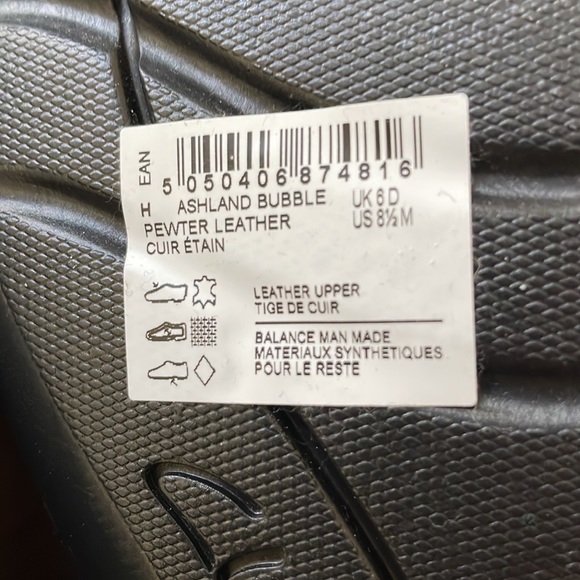 EAN
5 050406 874816
H ASHLAND BUBBLE UK 6 D
PEWTER LEATHER US 8½ M
CUIR ÉTAIN
LEATHER UPPER
TIGE DE CUIR
BALANCE MAN MADE
MATERIAUX SYNTHETIQUES
POUR LE RESTE